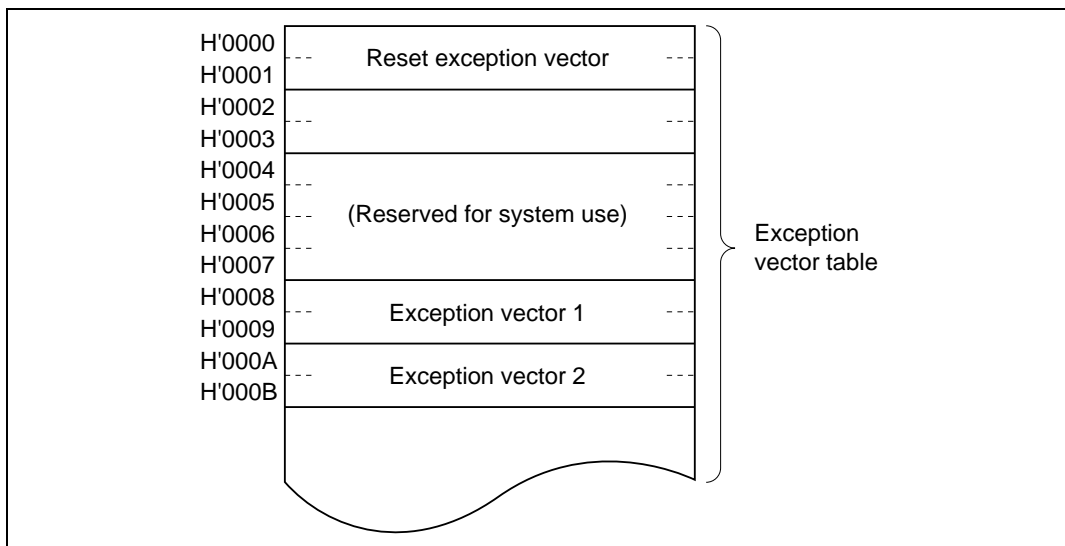 H'0000
H'0001
Reset exception vector
H'0002
H'0003
H'0004
H'0005
H'0006
H'0007
(Reserved for system use)
H'0008
H'0009
Exception vector 1
H'000A
H'000B
Exception vector 2
Exception
vector table